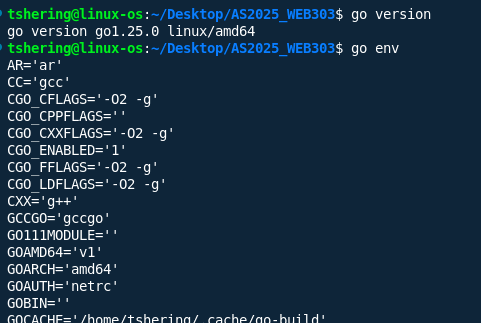 tshering@linux-os:~/Desktop/AS2025_WEB303$ go version
go version go1.25.0 linux/amd64
tshering@linux-os:~/Desktop/AS2025_WEB303$ go env
AR='ar'
CC='gcc'
CGO_CFLAGS='-O2 -g'
CGO_CPPFLAGS=''
CGO_CXXFLAGS='-O2 -g'
CGO_ENABLED='1'
CGO_FFLAGS='-O2 -g'
CGO_LDFLAGS='-O2 -g'
CXX='g++'
GCCGO='gccgo'
GO111MODULE=''
GOAMD64='v1'
GOARCH='amd64'
GOAUTH='netrc'
GOBIN=''
GOCACHE='/home/tshering/.cache/go-build'